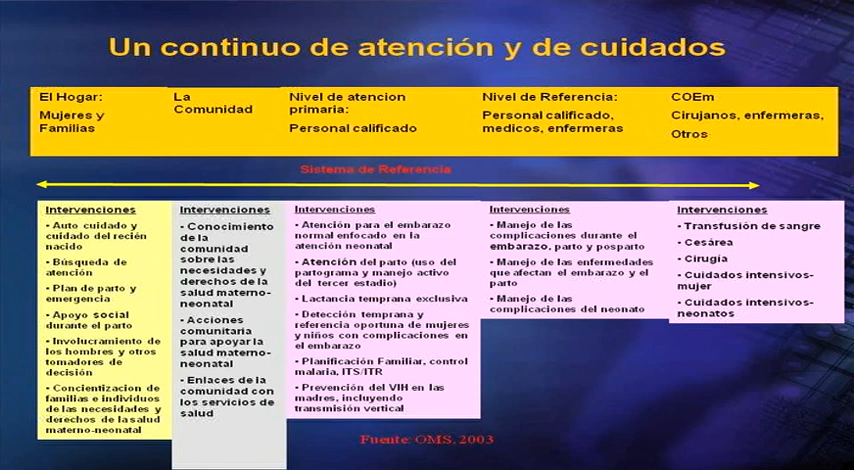 Un continuo de atención y de cuidados
El Hogar:
Mujeres y
Familias
La
Comunidad
Nivel de atencion
primaria:
Personal calificado
Nivel de Referencia:
Personal calificado,
medicos, enfermeras
COEm
Cirujanos, enfermeras,
Otros
Sistema de Referencia
Intervenciones
• Auto cuidado y
cuidado del recién
nacido
• Búsqueda de
atención
• Plan de parto y
emergencia
• Apoyo social
durante el parto
• Involucramiento de
los hombres y otros
tomadores de
decisión
• Concientizacion de
familias e individuos
de las necesidades y
derechos de la salud
materno-neonatal
Intervenciones
• Conocimiento
de la
comunidad
sobre las
necesidades y
derechos de la
salud materno-
neonatal
• Acciones
comunitaria
para apoyar la
salud materno-
neonatal
• Enlaces de la
comunidad con
los servicios de
salud
Intervenciones
• Atención para el embarazo
normal enfocado en la
atención neonatal
• Atención del parto (uso del
partograma y manejo activo
del tercer estadio)
• Lactancia temprana exclusiva
• Detección temprana y
referencia oportuna de mujeres
y niños con complicaciones en
el embarazo
• Planificación Familiar, control
malaria, ITS/ITR
• Prevención del VIH en las
madres, incluyendo
transmisión vertical
Intervenciones
• Manejo de las
complicaciones durante el
embarazo, parto y posparto
• Manejo de las enfermedades
que afectan el embarazo y el
parto
• Manejo de las
complicaciones del neonato
Intervenciones
• Transfusión de sangre
• Cesárea
• Cirugía
• Cuidados intensivos-
mujer
• Cuidados intensivos-
neonatos
Fuente: OMS, 2003